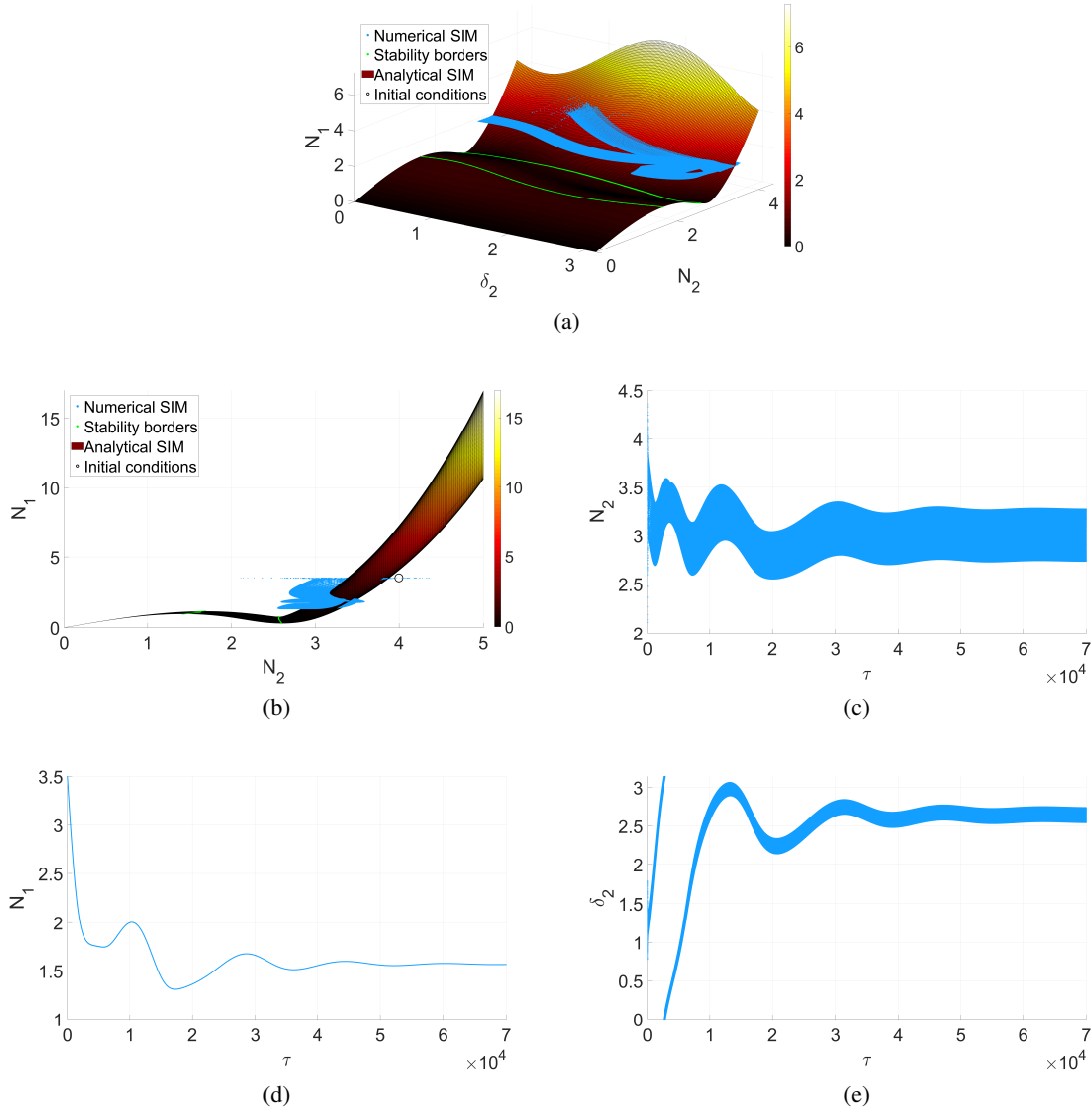 Numerical SIM
Stability borders
Analytical SIM
Initial conditions
N1
6
4
2
0
0
1
2
3
δ2
0
2
4
N2
6
4
2
0
(a)
Numerical SIM
Stability borders
Analytical SIM
Initial conditions
N1
15
10
5
0
0 1 2 3 4 5
N2
15
10
5
0
(b)
N2
4.5
4
3.5
3
2.5
2
0 1 2 3 4 5 6 7
τ
×10^4
(c)
N1
3.5
3
2.5
2
1.5
1
0 1 2 3 4 5 6 7
τ
×10^4
(d)
δ2
3
2.5
2
1.5
1
0.5
0
0 1 2 3 4 5 6 7
τ
×10^4
(e)